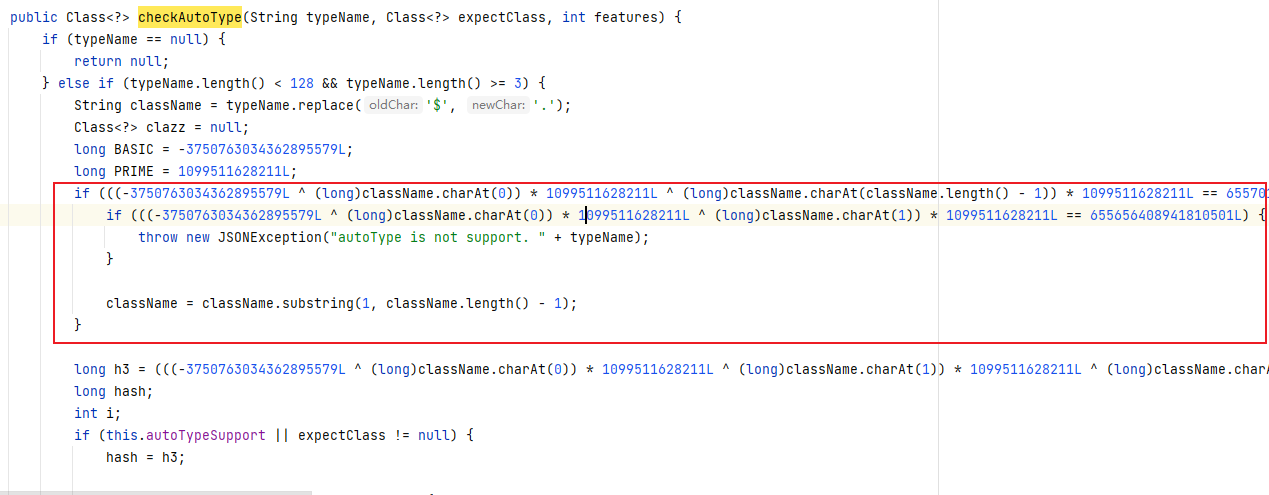 public Class<?> checkAutoType(String typeName, Class<?> expectClass, int features) {
if (typeName == null) {
return null;
} else if (typeName.length() < 128 && typeName.length() >= 3) {
String className = typeName.replace( oldChar: '$', newChar: '.');
Class<?> clazz = null;
long BASIC = -3750763034362895579L;
long PRIME = 1099511628211L;
if (((-3750763034362895579L ^ (long)className.charAt(0)) * 1099511628211L ^ (long)className.charAt(className.length() - 1)) * 1099511628211L == 65570
if (((-3750763034362895579L ^ (long)className.charAt(0)) * 1099511628211L ^ (long)className.charAt(1)) * 1099511628211L == 655656408941810501L) {
throw new JSONException("autoType is not support. " + typeName);
}
className = className.substring(1, className.length() - 1);
}
long h3 = (((-3750763034362895579L ^ (long)className.charAt(0)) * 1099511628211L ^ (long)className.charAt(1)) * 1099511628211L ^ (long)className.char
long hash;
int i;
if (this.autoTypeSupport || expectClass != null) {
hash = h3;